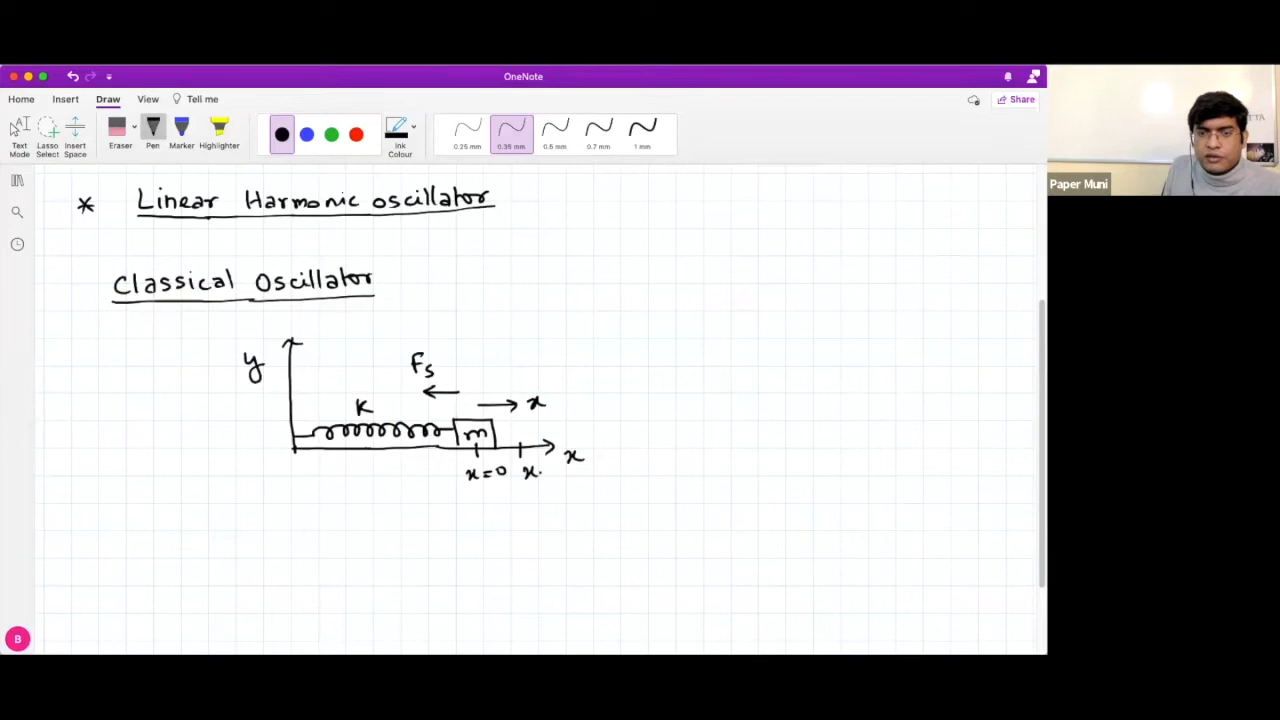 OneNote
Home Insert Draw View Tell me Share
Text Mode Lasso Select Insert Space Eraser Pen Marker Highlighter Ink Colour 0.25 mm 0.35 mm 0.5 mm 0.7 mm 1 mm
Paper Muni
* Linear Harmonic oscillator
Classical Oscillator
y
Fs
K
x
m
x
x=0 x.
B